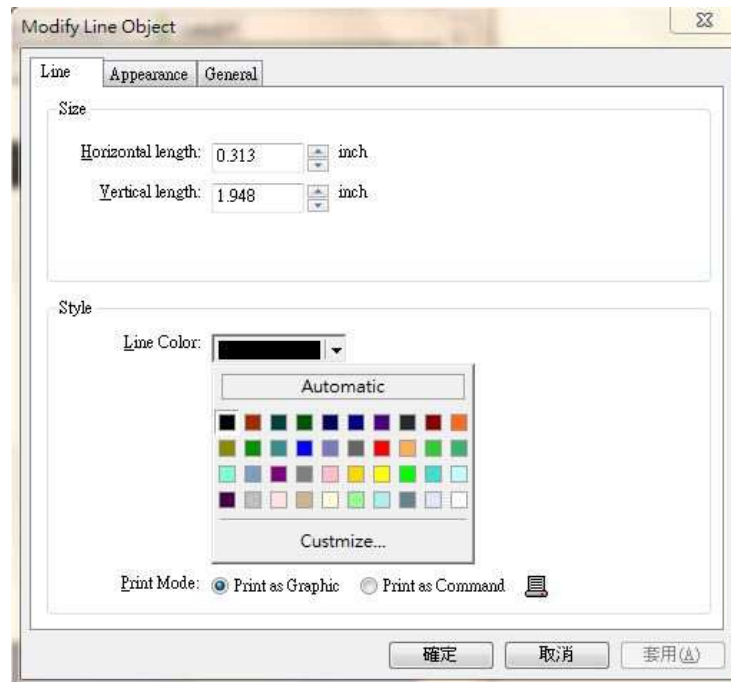 Modify Line Object
Line Appearance General
Size
Horizontal length: 0.313 inch
Vertical length: 1.948 inch
Style
Line Color:
Automatic
Custmize...
Print Mode: Print as Graphic Print as Command
確定 取消 套用(A)